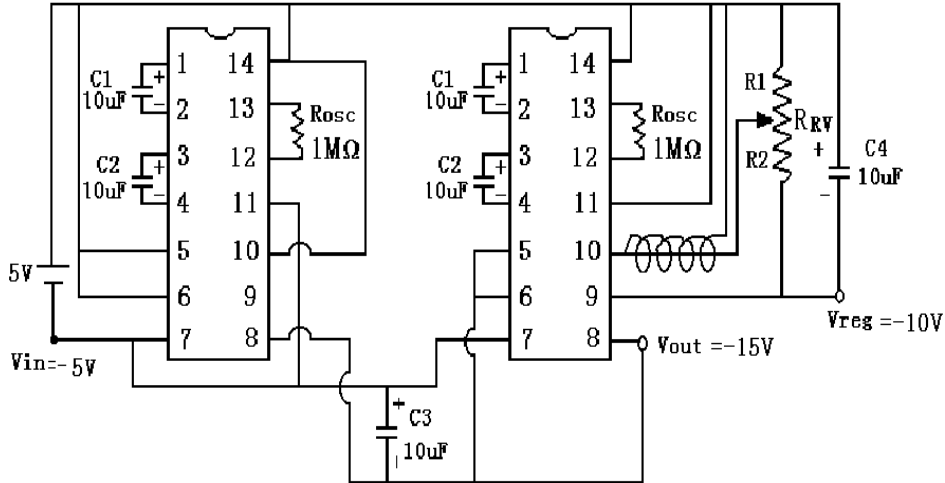 C1
10uF
+
−
1
2
3
4
5
6
7
14
13
12
11
10
9
8
Rosc
1MΩ
C2
10uF
+
−
5V
Vin=-5V
C1
10uF
+
−
1
2
3
4
5
6
7
14
13
12
11
10
9
8
Rosc
1MΩ
C2
10uF
+
−
R1
RRV
R2
+
−
C4
10uF
Vreg =-10V
Vout =-15V
+
C3
10uF